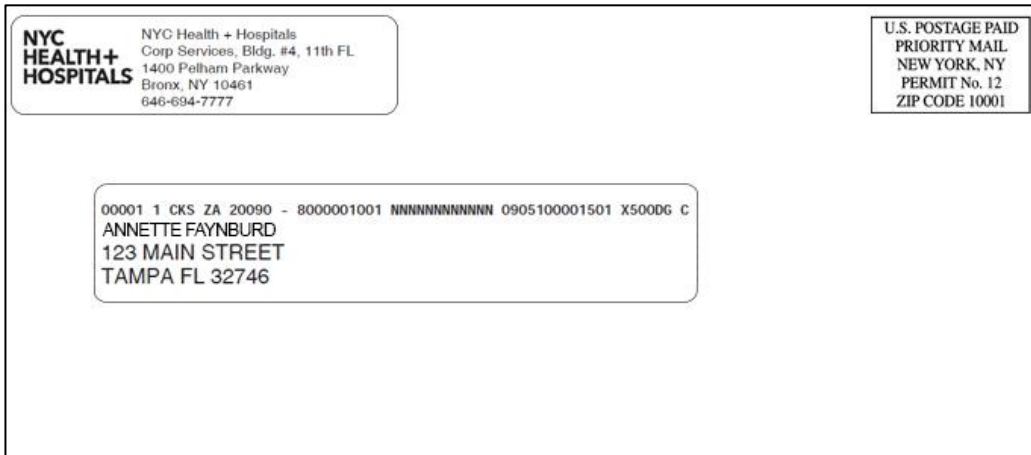 NYC
HEALTH+
HOSPITALS
NYC Health + Hospitals
Corp Services, Bldg. #4, 11th FL
1400 Pelham Parkway
Bronx, NY 10461
646-694-7777
U.S. POSTAGE PAID
PRIORITY MAIL
NEW YORK, NY
PERMIT No. 12
ZIP CODE 10001
00001 1 CKS ZA 20090 - 8000001001 NNNNNNNNNNNN 0905100001501 X500DG C
ANNETTE FAYNBURD
123 MAIN STREET
TAMPA FL 32746